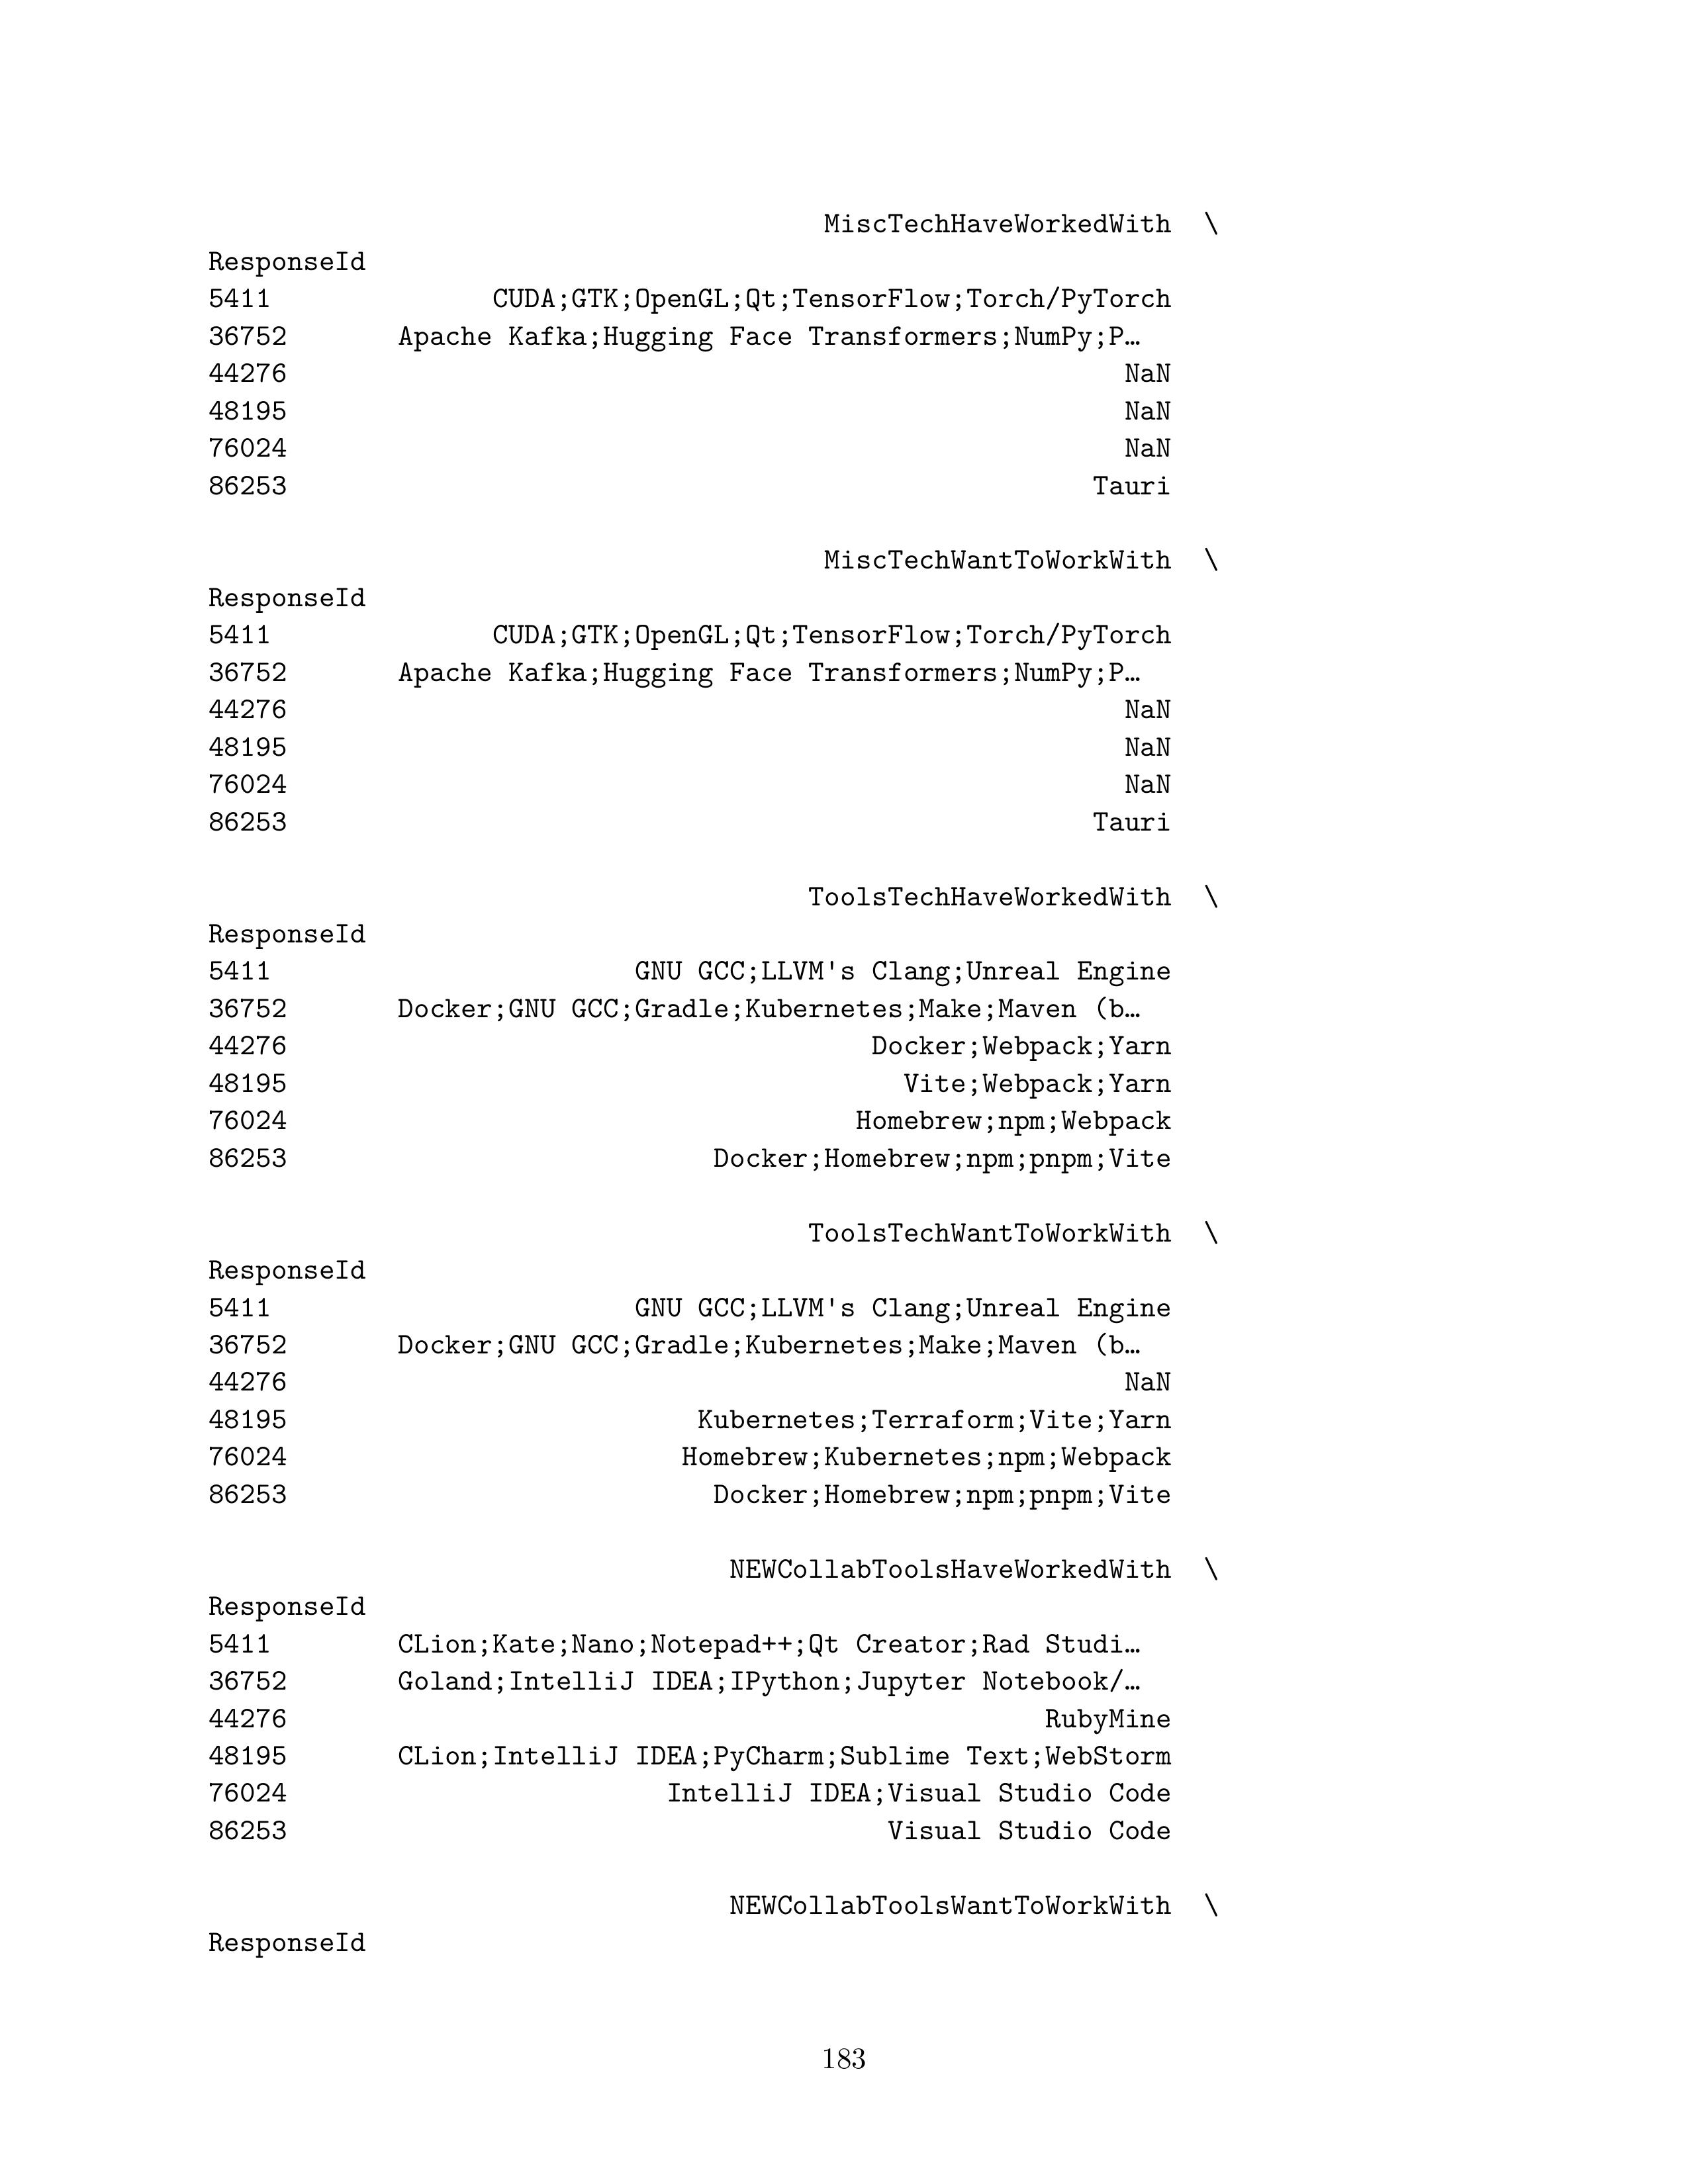 MiscTechHaveWorkedWith \
ResponseId
5411 CUDA;GTK;OpenGL;Qt;TensorFlow;Torch/PyTorch
36752 Apache Kafka;Hugging Face Transformers;NumPy;P…
44276 NaN
48195 NaN
76024 NaN
86253 Tauri
MiscTechWantToWorkWith \
ResponseId
5411 CUDA;GTK;OpenGL;Qt;TensorFlow;Torch/PyTorch
36752 Apache Kafka;Hugging Face Transformers;NumPy;P…
44276 NaN
48195 NaN
76024 NaN
86253 Tauri
ToolsTechHaveWorkedWith \
ResponseId
5411 GNU GCC;LLVM's Clang;Unreal Engine
36752 Docker;GNU GCC;Gradle;Kubernetes;Make;Maven (b…
44276 Docker;Webpack;Yarn
48195 Vite;Webpack;Yarn
76024 Homebrew;npm;Webpack
86253 Docker;Homebrew;npm;pnpm;Vite
ToolsTechWantToWorkWith \
ResponseId
5411 GNU GCC;LLVM's Clang;Unreal Engine
36752 Docker;GNU GCC;Gradle;Kubernetes;Make;Maven (b…
44276 NaN
48195 Kubernetes;Terraform;Vite;Yarn
76024 Homebrew;Kubernetes;npm;Webpack
86253 Docker;Homebrew;npm;pnpm;Vite
NEWCollabToolsHaveWorkedWith \
ResponseId
5411 CLion;Kate;Nano;Notepad++;Qt Creator;Rad Studi…
36752 Goland;IntelliJ IDEA;IPython;Jupyter Notebook/…
44276 RubyMine
48195 CLion;IntelliJ IDEA;PyCharm;Sublime Text;WebStorm
76024 IntelliJ IDEA;Visual Studio Code
86253 Visual Studio Code
NEWCollabToolsWantToWorkWith \
ResponseId
183